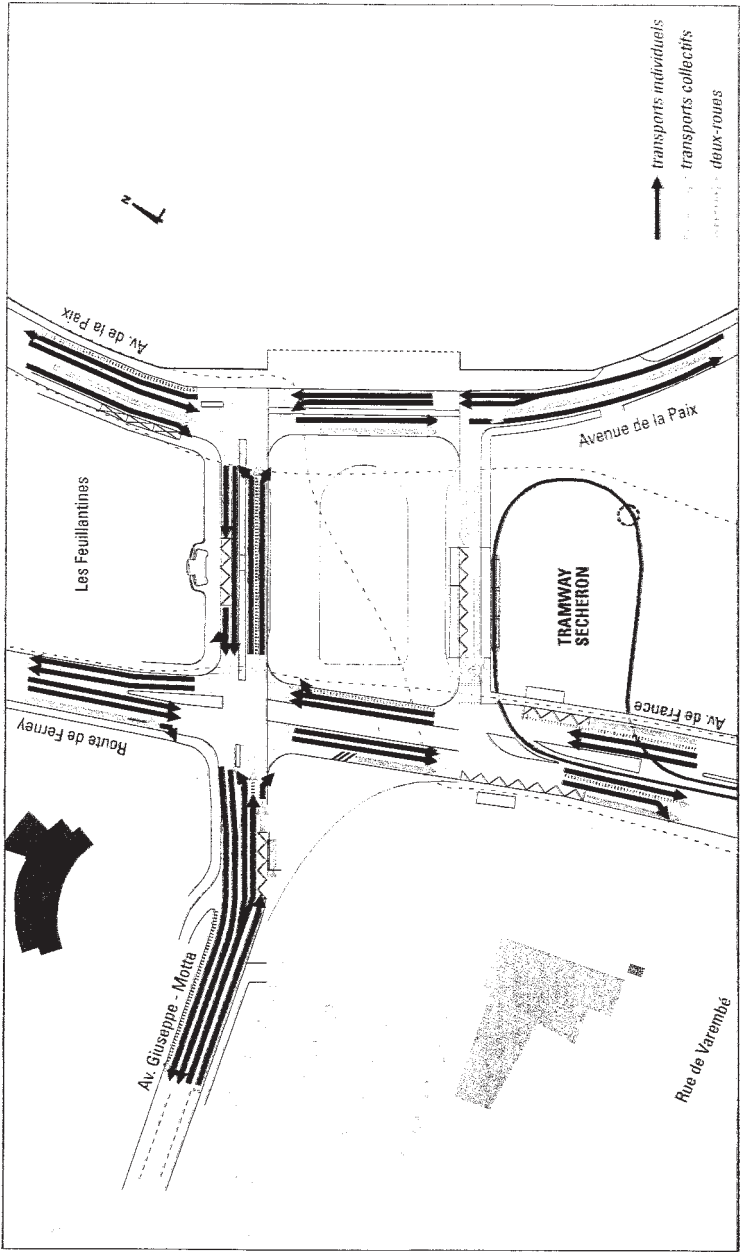 transports individuels
transports collectifs
deux-roues
N
Av. de la Paix
Les Feuillantines
Route de Ferney
Avenue de la Paix
TRAMWAY
SECHERON
Av. de France
Av. Giuseppe - Motta
Rue de Varembé